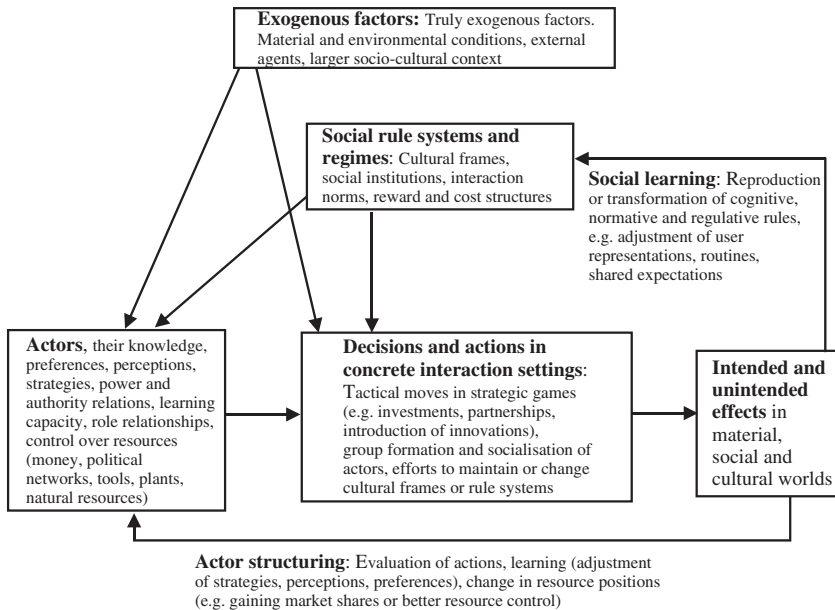 Exogenous factors: Truly exogenous factors.
Material and environmental conditions, external
agents, larger socio-cultural context
Social rule systems and
regimes: Cultural frames,
social institutions, interaction
norms, reward and cost structures
Social learning: Reproduction
or transformation of cognitive,
normative and regulative rules,
e.g. adjustment of user
representations, routines,
shared expectations
Actors, their knowledge,
preferences, perceptions,
strategies, power and
authority relations, learning
capacity, role relationships,
control over resources
(money, political
networks, tools, plants,
natural resources)
Decisions and actions in
concrete interaction settings:
Tactical moves in strategic games
(e.g. investments, partnerships,
introduction of innovations),
group formation and socialisation of
actors, efforts to maintain or change
cultural frames or rule systems
Intended and
unintended
effects in
material,
social and
cultural worlds
Actor structuring: Evaluation of actions, learning (adjustment
of strategies, perceptions, preferences), change in resource positions
(e.g. gaining market shares or better resource control)